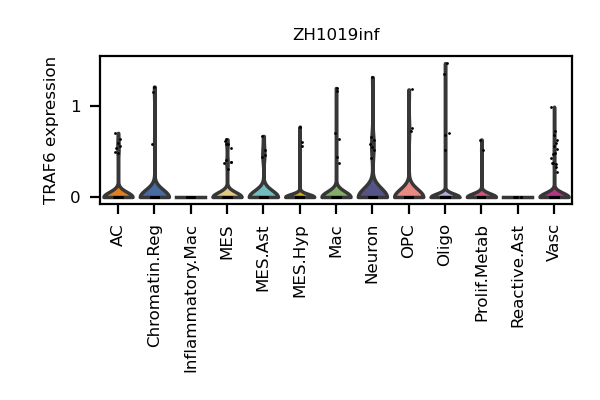 ZH1019inf
TRAF6 expression
1
0
AC
Chromatin.Reg
Inflammatory.Mac
MES
MES.Ast
MES.Hyp
Mac
Neuron
OPC
Oligo
Prolif.Metab
Reactive.Ast
Vasc